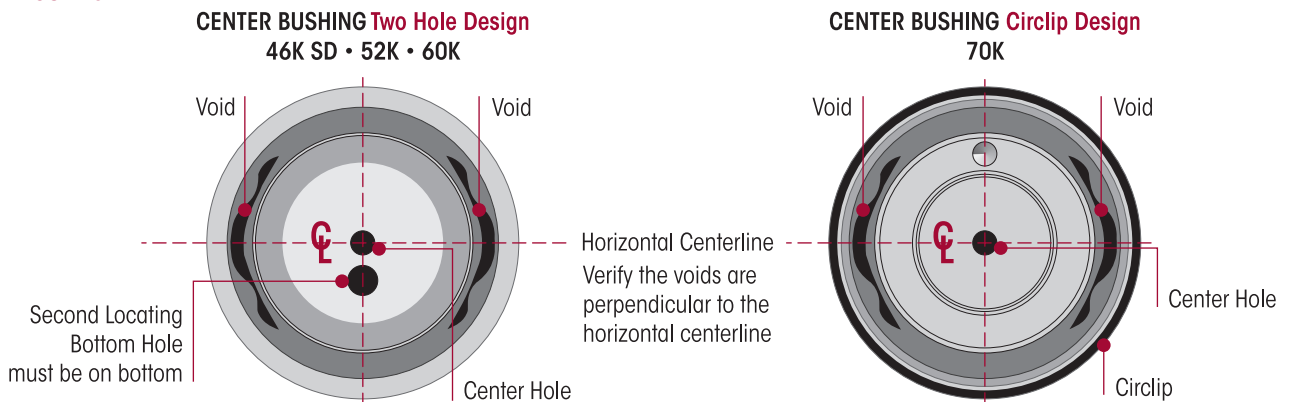 CENTER BUSHING Two Hole Design
46K SD • 52K • 60K
Void
Void
CL
Second Locating
Bottom Hole
must be on bottom
Center Hole
Horizontal Centerline
Verify the voids are
perpendicular to the
horizontal centerline
CENTER BUSHING Circlip Design
70K
Void
Void
CL
Center Hole
Circlip